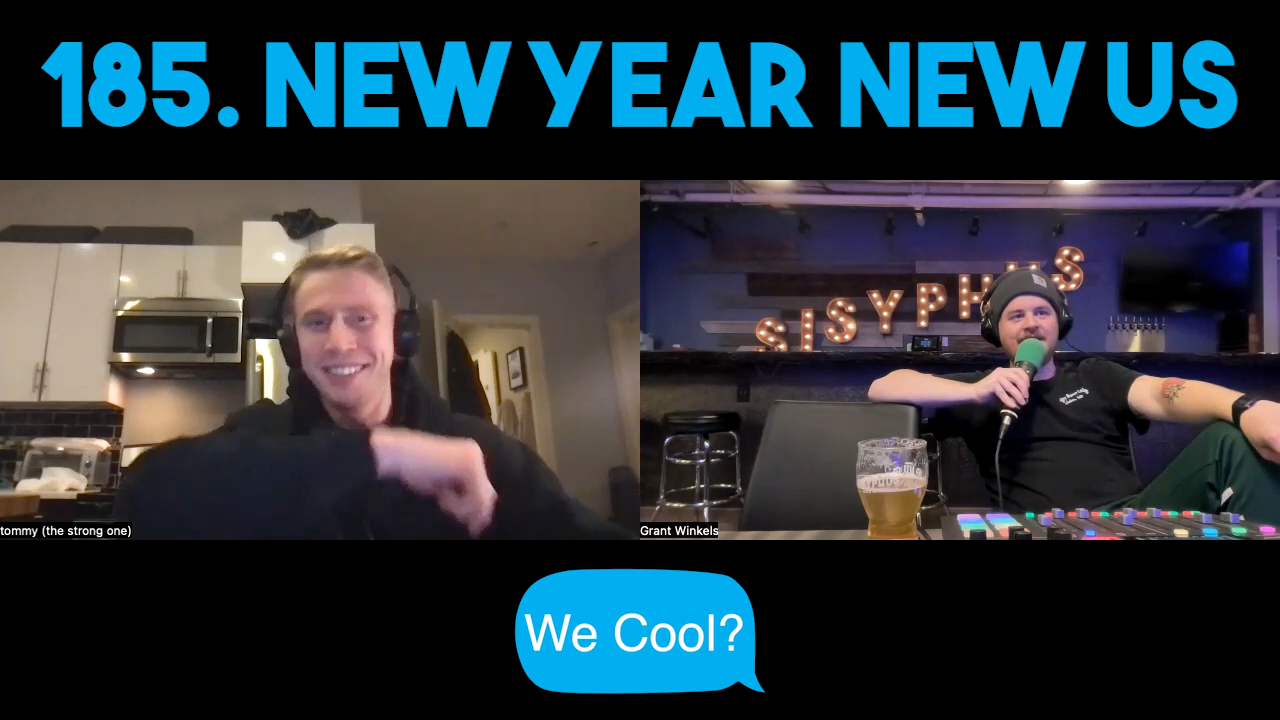 185. NEW YEAR NEW US
SISYPHUS
tommy (the strong one)
Grant Winkels
We Cool?